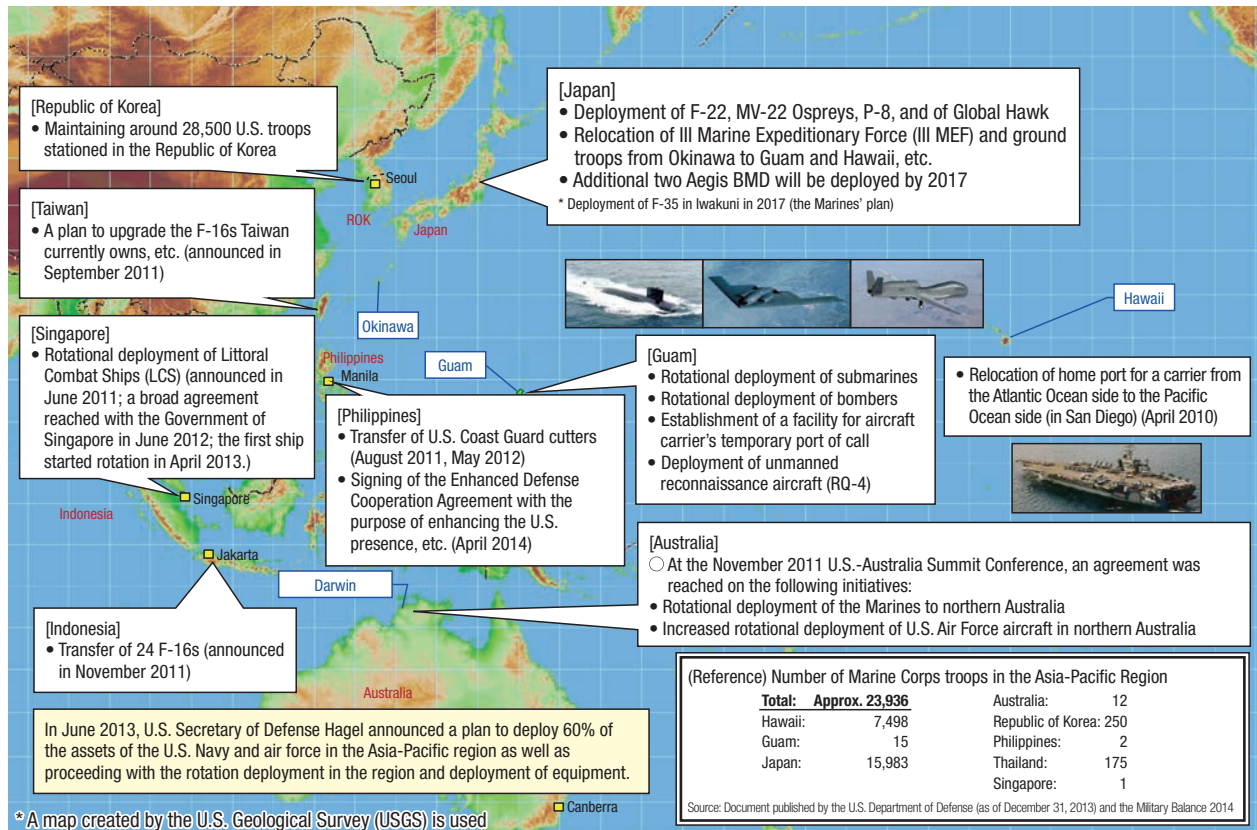 [Republic of Korea]
• Maintaining around 28,500 U.S. troops
stationed in the Republic of Korea
[Japan]
• Deployment of F-22, MV-22 Ospreys, P-8, and of Global Hawk
• Relocation of III Marine Expeditionary Force (III MEF) and ground
troops from Okinawa to Guam and Hawaii, etc.
• Additional two Aegis BMD will be deployed by 2017
* Deployment of F-35 in Iwakuni in 2017 (the Marines' plan)
Seoul
ROK
Japan
[Taiwan]
• A plan to upgrade the F-16s Taiwan
currently owns, etc. (announced in
September 2011)
Okinawa
Hawaii
[Singapore]
• Rotational deployment of Littoral
Combat Ships (LCS) (announced in
June 2011; a broad agreement
reached with the Government of
Singapore in June 2012; the first ship
started rotation in April 2013.)
Philippines
Manila
Guam
[Guam]
• Rotational deployment of submarines
• Rotational deployment of bombers
• Establishment of a facility for aircraft
carrier's temporary port of call
• Deployment of unmanned
reconnaissance aircraft (RQ-4)
• Relocation of home port for a carrier from
the Atlantic Ocean side to the Pacific
Ocean side (in San Diego) (April 2010)
[Philippines]
• Transfer of U.S. Coast Guard cutters
(August 2011, May 2012)
• Signing of the Enhanced Defense
Cooperation Agreement with the
purpose of enhancing the U.S.
presence, etc. (April 2014)
Singapore
Indonesia
Jakarta
Darwin
[Australia]
○ At the November 2011 U.S.-Australia Summit Conference, an agreement was
reached on the following initiatives:
• Rotational deployment of the Marines to northern Australia
• Increased rotational deployment of U.S. Air Force aircraft in northern Australia
[Indonesia]
• Transfer of 24 F-16s (announced
in November 2011)
Australia
In June 2013, U.S. Secretary of Defense Hagel announced a plan to deploy 60% of
the assets of the U.S. Navy and air force in the Asia-Pacific region as well as
proceeding with the rotation deployment in the region and deployment of equipment.
(Reference) Number of Marine Corps troops in the Asia-Pacific Region
Total: Approx. 23,936
Hawaii: 7,498
Guam: 15
Japan: 15,983
Australia: 12
Republic of Korea: 250
Philippines: 2
Thailand: 175
Singapore: 1
Source: Document published by the U.S. Department of Defense (as of December 31, 2013) and the Military Balance 2014
Canberra
* A map created by the U.S. Geological Survey (USGS) is used